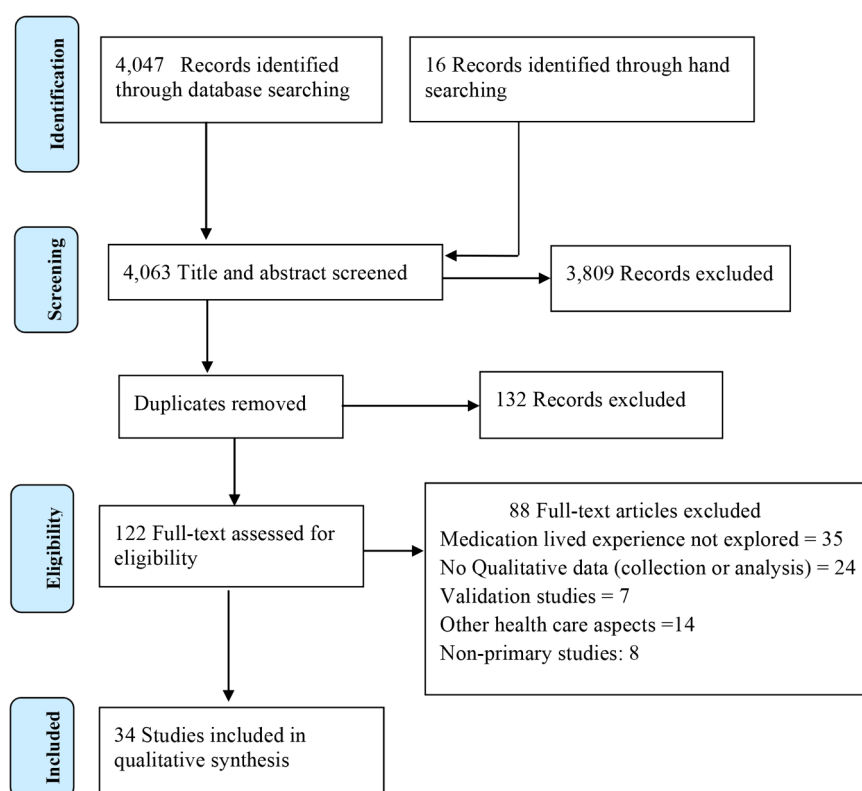 Identification
4,047 Records identified
through database searching
16 Records identified through hand
searching
Screening
4,063 Title and abstract screened
3,809 Records excluded
Duplicates removed
132 Records excluded
Eligibility
122 Full-text assessed for
eligibility
88 Full-text articles excluded
Medication lived experience not explored = 35
No Qualitative data (collection or analysis) = 24
Validation studies = 7
Other health care aspects =14
Non-primary studies: 8
Included
34 Studies included in
qualitative synthesis